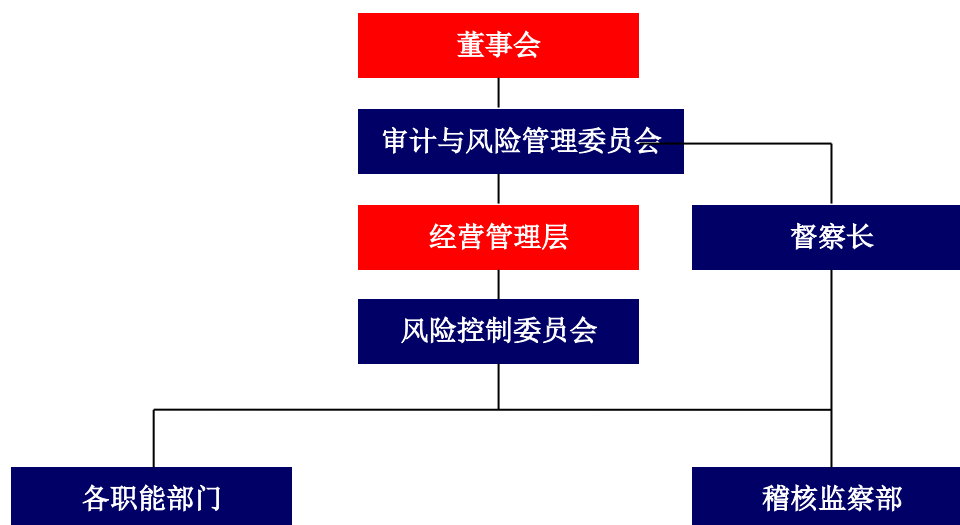 董事会
审计与风险管理委员会
经营管理层
督察长
风险控制委员会
各职能部门
稽核监察部